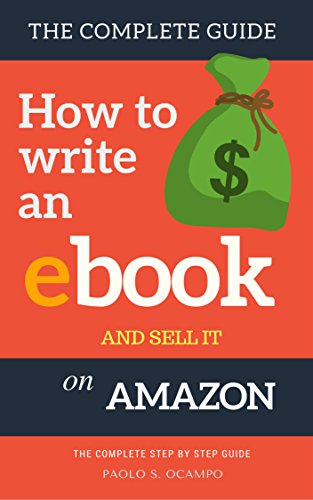 THE COMPLETE GUIDE
How to
write
an
$
ebook
AND SELL IT
on AMAZON
THE COMPLETE STEP BY STEP GUIDE
PAOLO S. OCAMPO